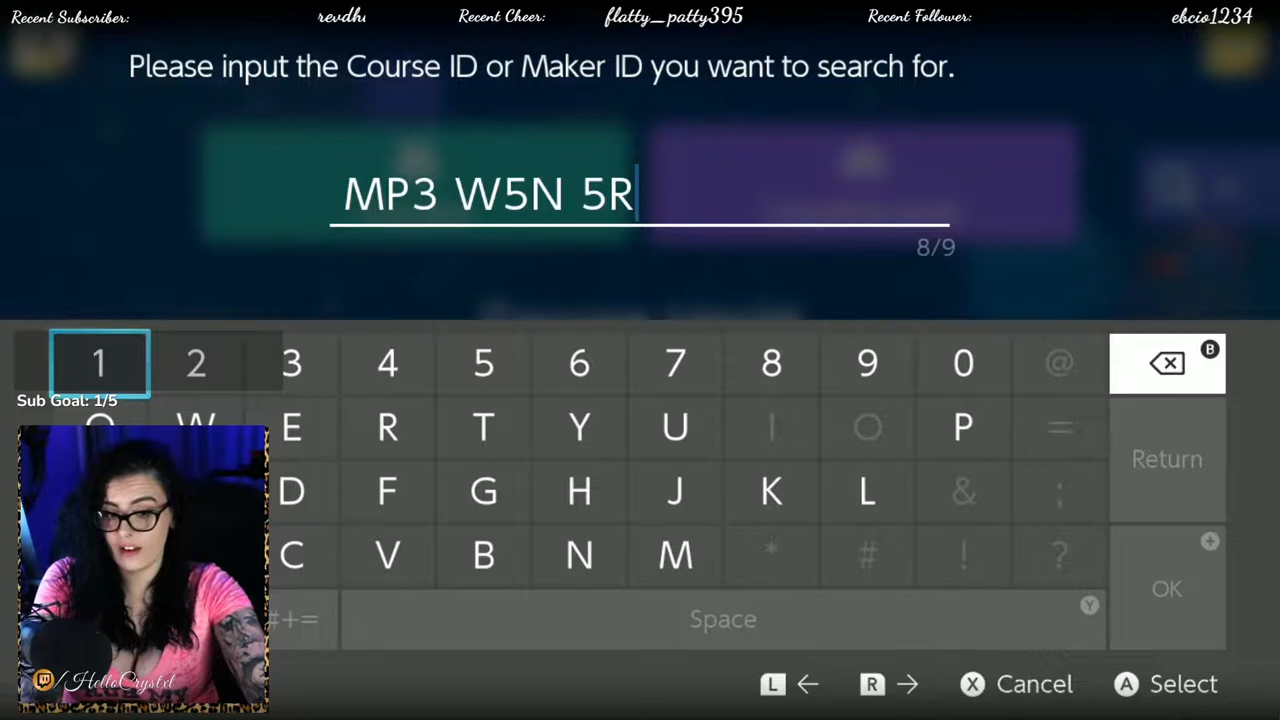 Recent Subscriber: revdh Recent Cheer: flatty_patty395 Recent Follower: ebcio1234
Please input the Course ID or Maker ID you want to search for.
MP3 W5N 5R
8/9
1 2 3 4 5 6 7 8 9 0 @ B
Sub Goal: 1/5
Q W E R T Y U I O P =
Return
D F G H J K L & ;
C V B N M * # ! ? +
OK
#+= Space Y
/HelloCrystxl
L ← R → X Cancel A Select